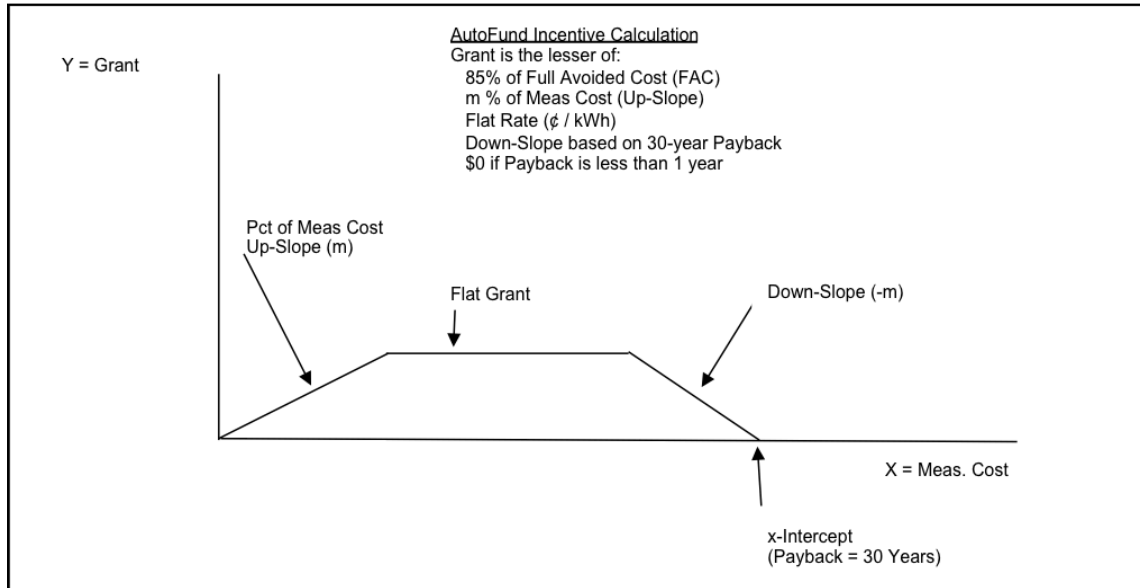 AutoFund Incentive Calculation
Grant is the lesser of:
85% of Full Avoided Cost (FAC)
m % of Meas Cost (Up-Slope)
Flat Rate (¢ / kWh)
Down-Slope based on 30-year Payback
$0 if Payback is less than 1 year
Y = Grant
Pct of Meas Cost
Up-Slope (m)
Flat Grant
Down-Slope (-m)
X = Meas. Cost
x-Intercept
(Payback = 30 Years)